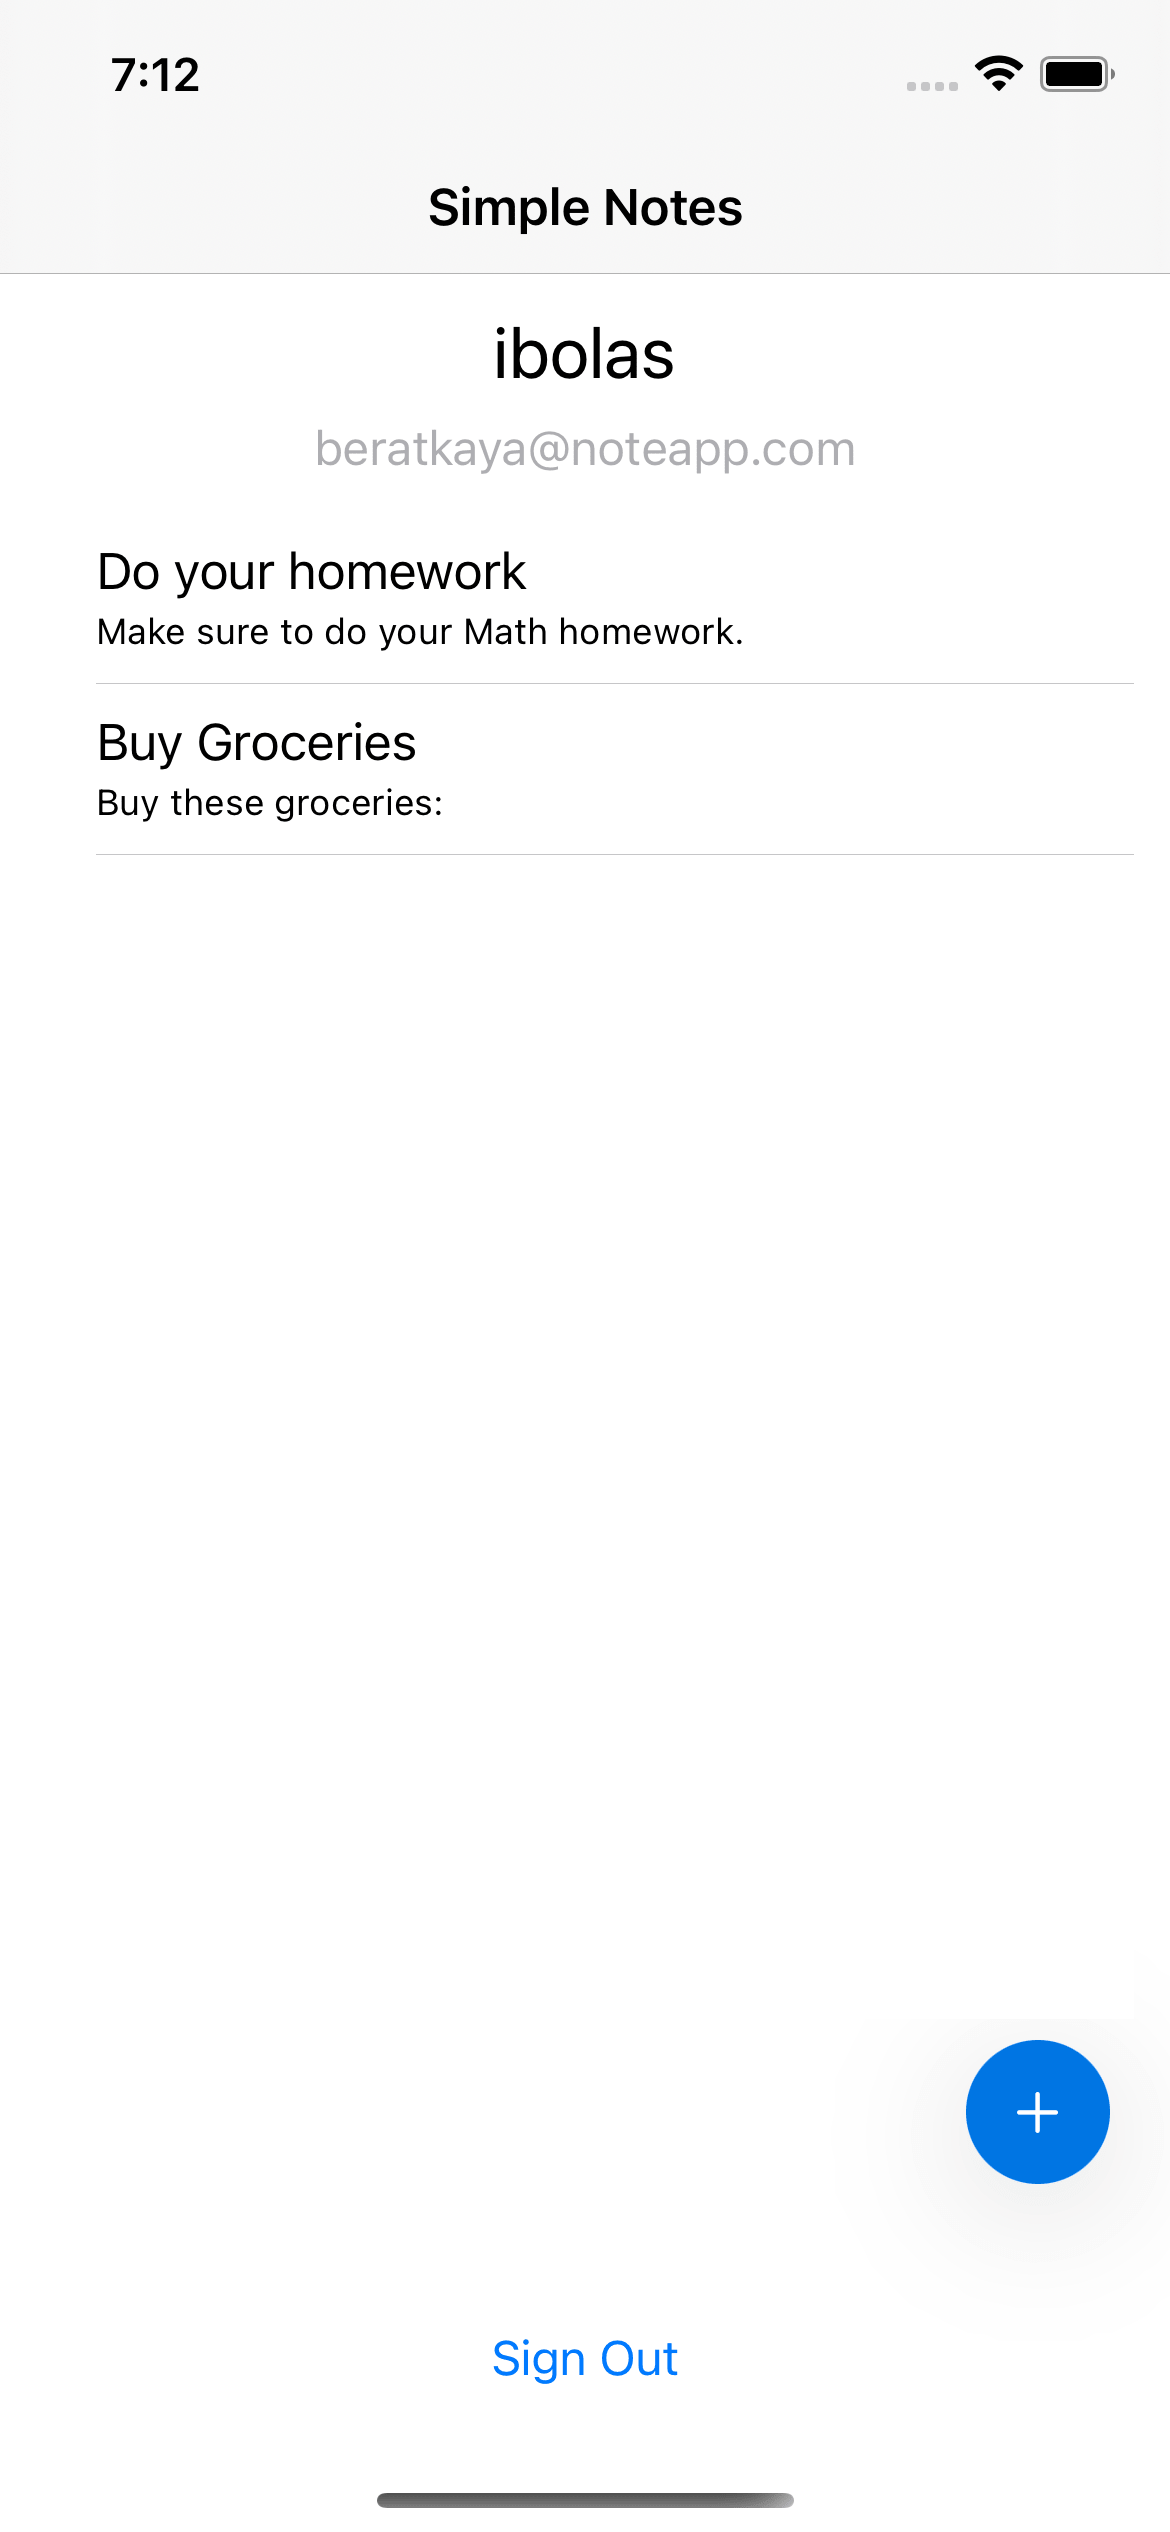 7:12
Simple Notes
ibolas
beratkaya@noteapp.com
Do your homework
Make sure to do your Math homework.
Buy Groceries
Buy these groceries:
Sign Out